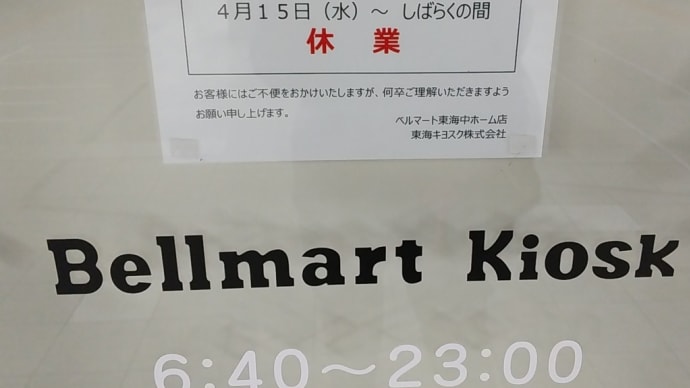 ４月１５日（水）～ しばらくの間
休 業
お客様にはご不便をおかけいたしますが、何卒ご理解いただきますよう
お願い申し上げます。
ベルマート東海中ホーム店
東海キヨスク株式会社
Bellmart Kiosk
6:40～23:00